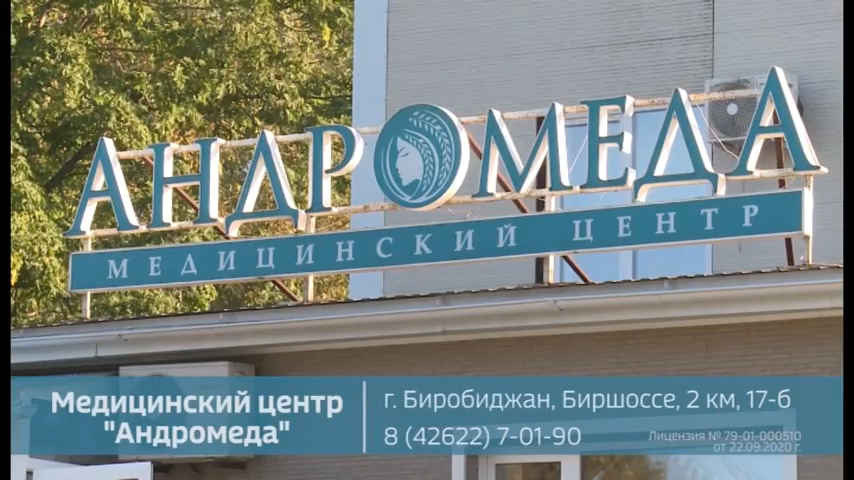 АНДРОМЕДА
МЕДИЦИНСКИЙ ЦЕНТР
Медицинский центр
"Андромеда"
г. Биробиджан, Биршоссе, 2 км, 17-б
8 (42622) 7-01-90
Лицензия № 79-01-000510
от 22.09.2020 г.